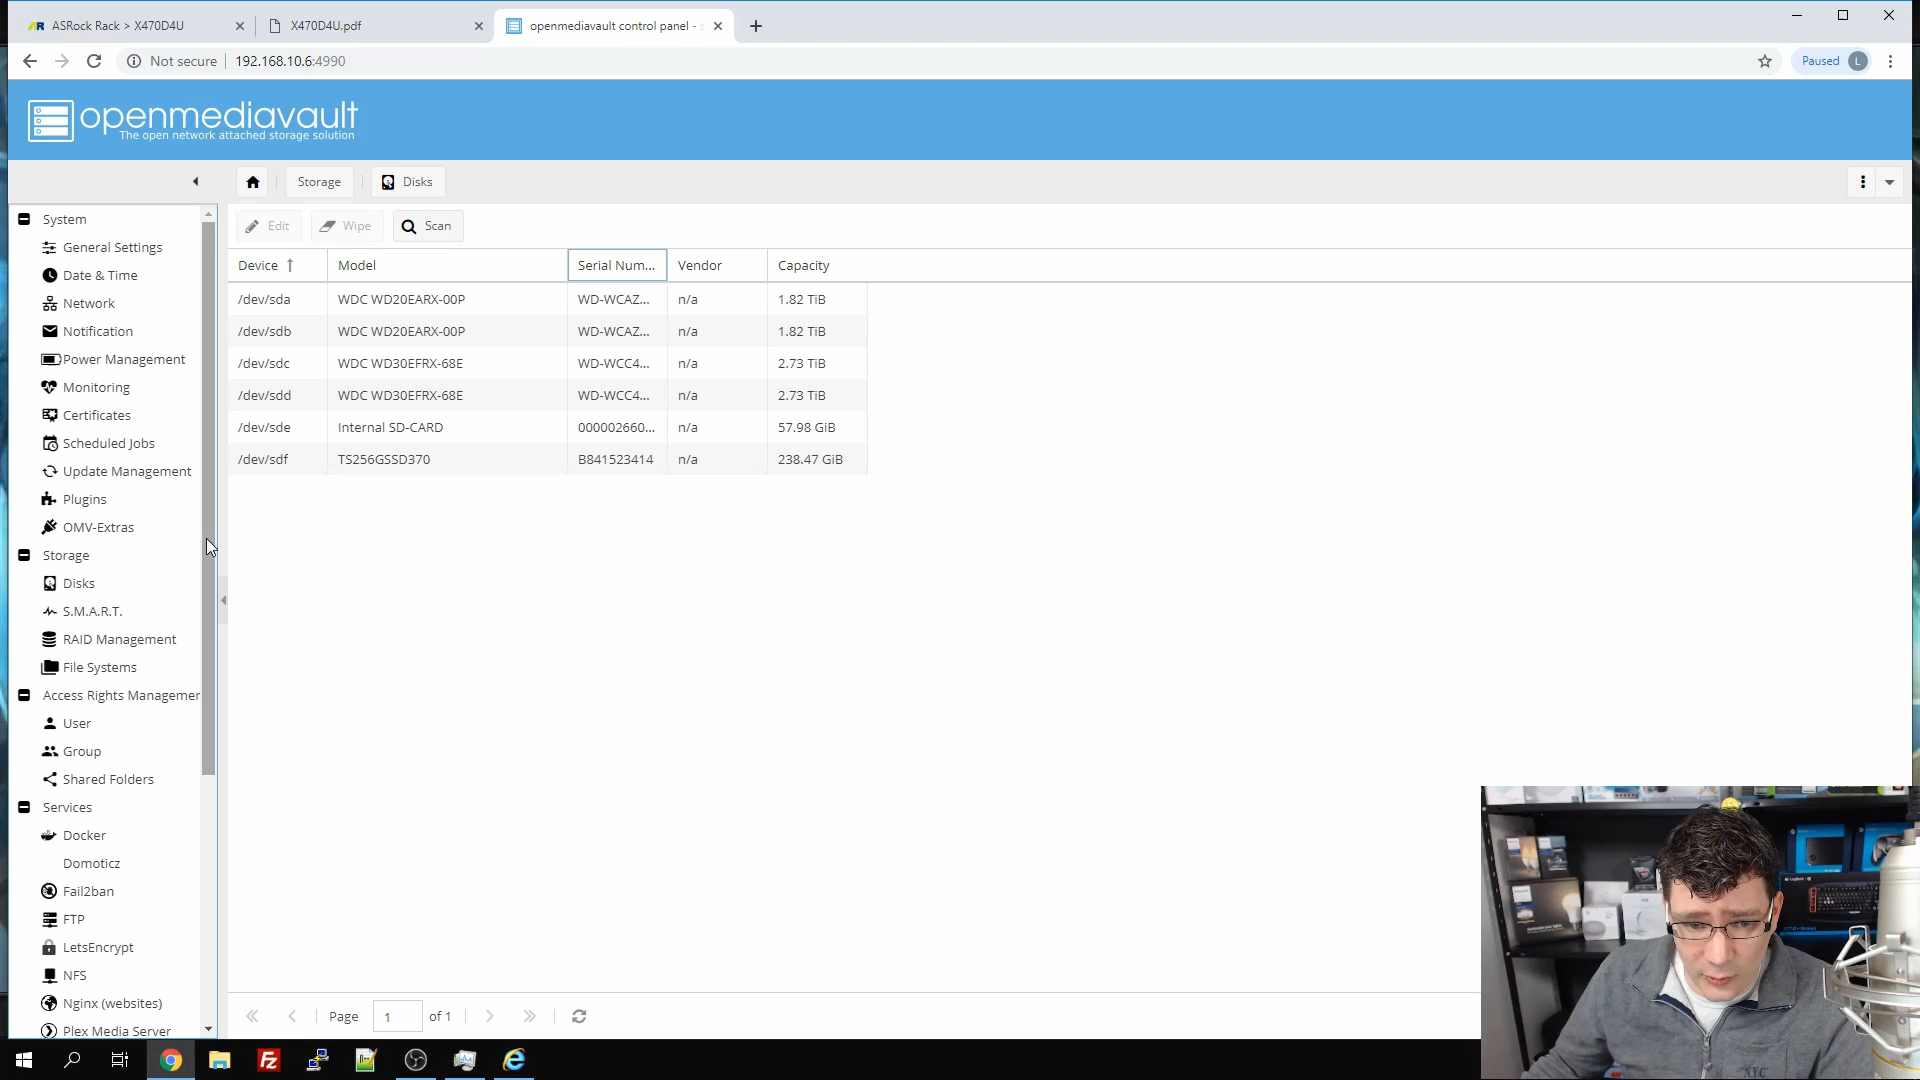 ASRock Rack > X470D4U
X470D4U.pdf
openmediavault control panel - s
Not secure
192.168.10.6:4990
Paused
L
openmediavault
The open network attached storage solution
Storage
Disks
Edit
Wipe
Scan
Device
Model
Serial Num...
Vendor
Capacity
/dev/sda
WDC WD20EARX-00P
WD-WCAZ...
n/a
1.82 TiB
/dev/sdb
WDC WD20EARX-00P
WD-WCAZ...
n/a
1.82 TiB
/dev/sdc
WDC WD30EFRX-68E
WD-WCC4...
n/a
2.73 TiB
/dev/sdd
WDC WD30EFRX-68E
WD-WCC4...
n/a
2.73 TiB
/dev/sde
Internal SD-CARD
000002660...
n/a
57.98 GiB
/dev/sdf
TS256GSSD370
B841523414
n/a
238.47 GiB
System
General Settings
Date & Time
Network
Notification
Power Management
Monitoring
Certificates
Scheduled Jobs
Update Management
Plugins
OMV-Extras
Storage
Disks
S.M.A.R.T.
RAID Management
File Systems
Access Rights Managemen
User
Group
Shared Folders
Services
Docker
Domoticz
Fail2ban
FTP
LetsEncrypt
NFS
Nginx (websites)
Plex Media Server
Page
1
of 1
NYC